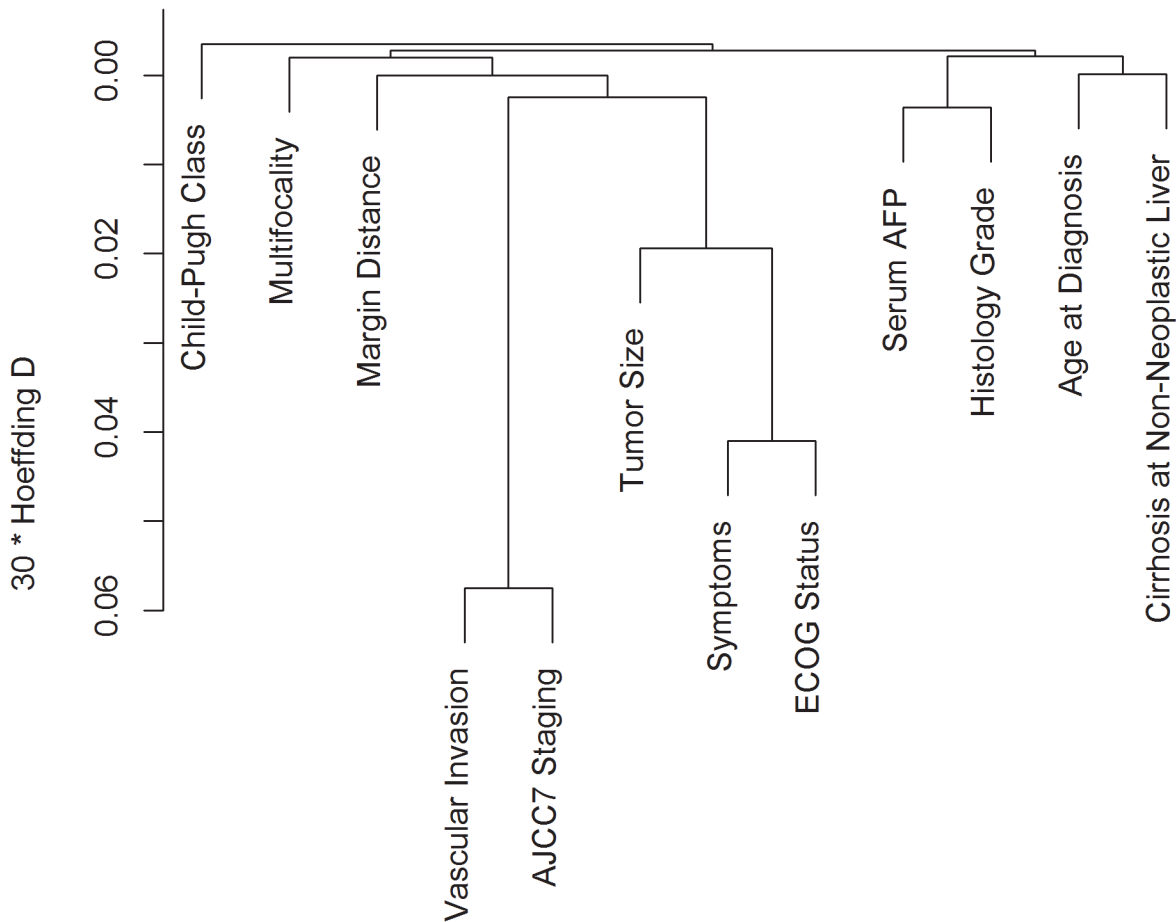 30 * Hoeffding D
0.00
0.02
0.04
0.06
Child-Pugh Class
Multifocality
Margin Distance
Vascular Invasion
AJCC7 Staging
Tumor Size
Symptoms
ECOG Status
Serum AFP
Histology Grade
Age at Diagnosis
Cirrhosis at Non-Neoplastic Liver